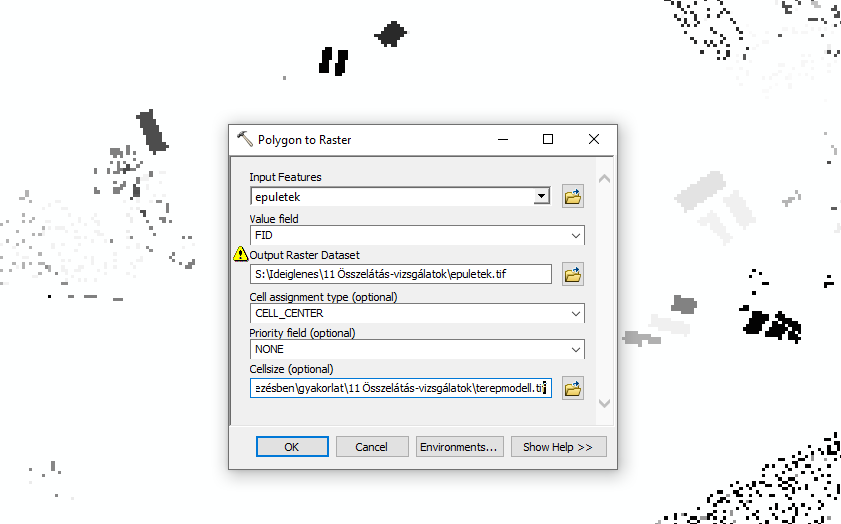 Polygon to Raster
Input Features
epuletek
Value field
FID
Output Raster Dataset
S:\Ideiglenes\11 Összelátás-vizsgálatok\epuletek.tif
Cell assignment type (optional)
CELL_CENTER
Priority field (optional)
NONE
Cellsize (optional)
ezésben\gyakorlat\11 Összelátás-vizsgálatok\terepmodell.tif
OK
Cancel
Environments...
Show Help >>